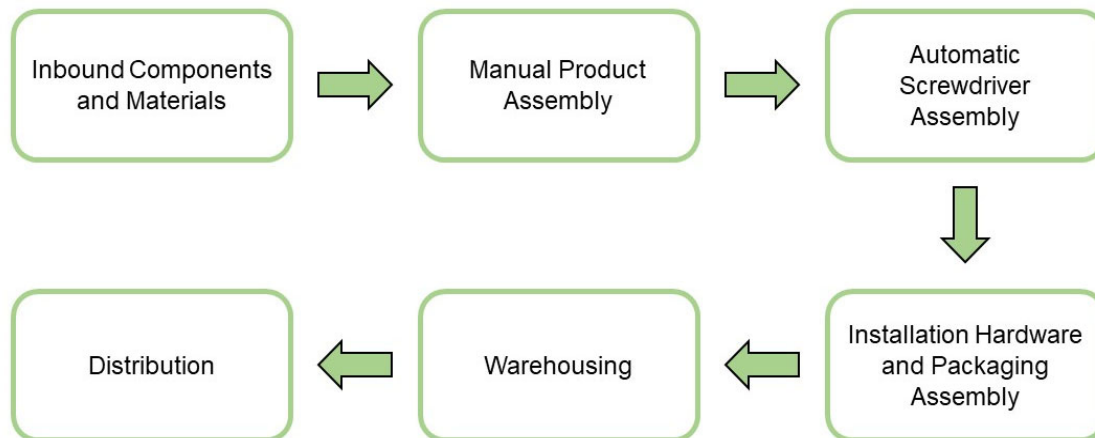 Inbound Components
and Materials
Manual Product
Assembly
Automatic
Screwdriver
Assembly
Installation Hardware
and Packaging
Assembly
Warehousing
Distribution